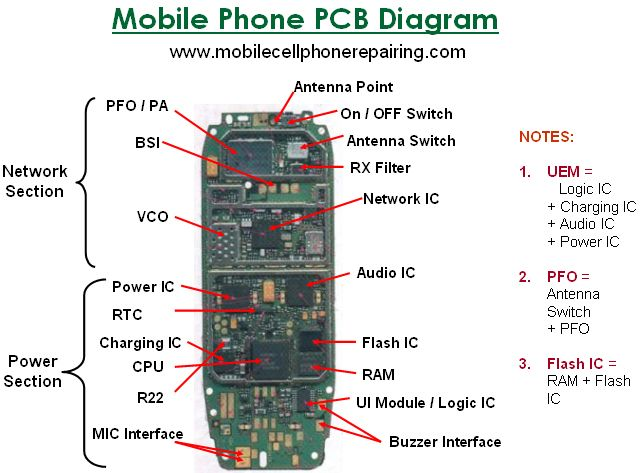 Mobile Phone PCB Diagram
www.mobilecellphonerepairing.com
Antenna Point
PFO / PA
On / OFF Switch
BSI
Antenna Switch
RX Filter
Network
Section
Network IC
VCO
Audio IC
Power IC
RTC
Charging IC
Flash IC
Power
Section
CPU
RAM
R22
UI Module / Logic IC
MIC Interface
Buzzer Interface
NOTES:
1. UEM =
Logic IC
+ Charging IC
+ Audio IC
+ Power IC
2. PFO =
Antenna
Switch
+ PFO
3. Flash IC =
RAM + Flash
IC